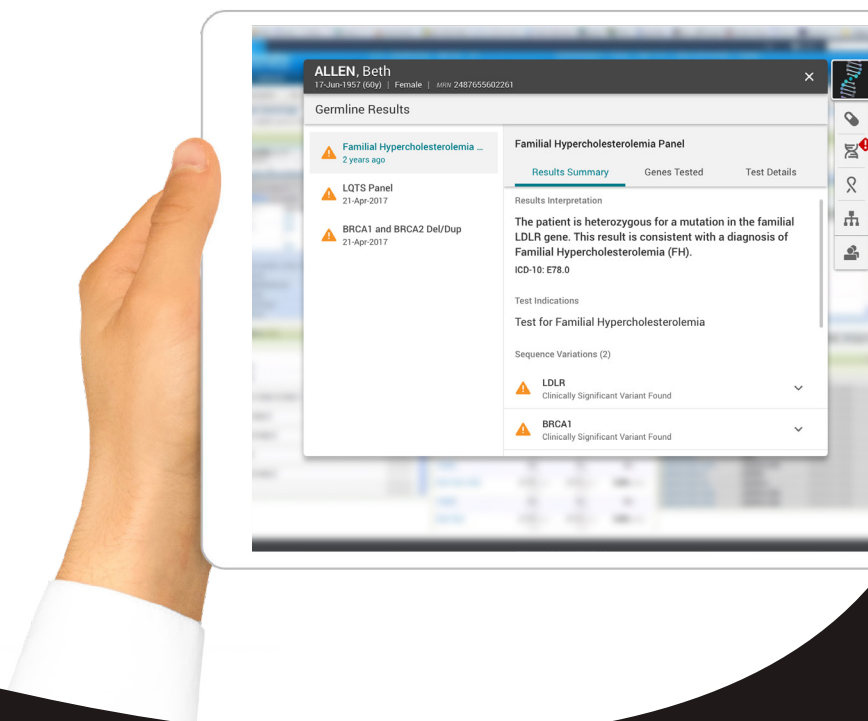 ALLEN, Beth
17-Jun-1957 (60y) | Female | MRN 2487655602261
Germline Results
Familial Hypercholesterolemia ...
2 years ago
LQTS Panel
21-Apr-2017
BRCA1 and BRCA2 Del/Dup
21-Apr-2017
Familial Hypercholesterolemia Panel
Results Summary Genes Tested Test Details
Results Interpretation
The patient is heterozygous for a mutation in the familial
LDLR gene. This result is consistent with a diagnosis of
Familial Hypercholesterolemia (FH).
ICD-10: E78.0
Test Indications
Test for Familial Hypercholesterolemia
Sequence Variations (2)
LDLR
Clinically Significant Variant Found
BRCA1
Clinically Significant Variant Found